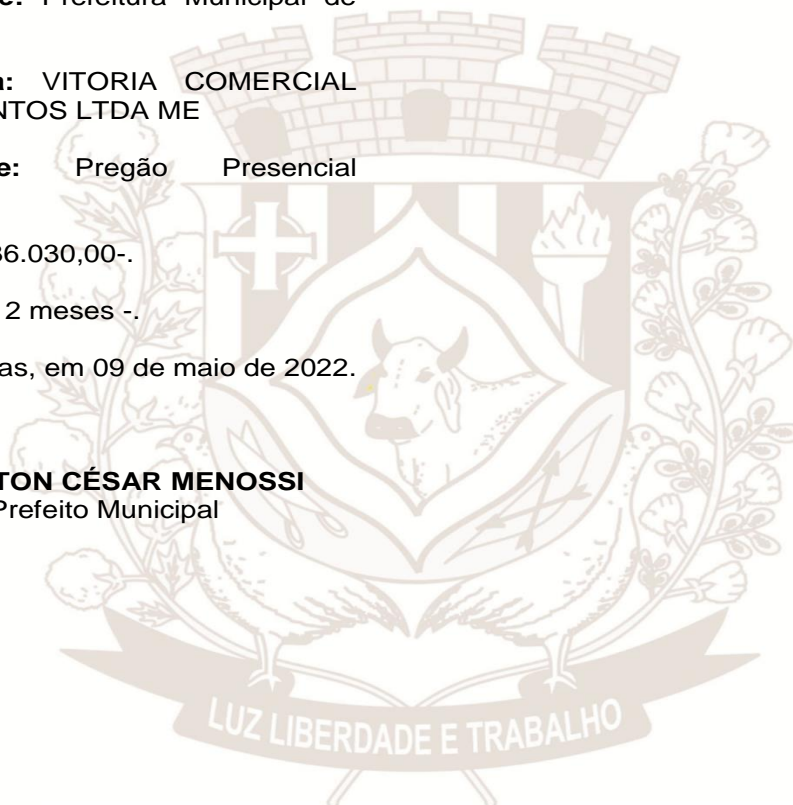 e: Prefeitura Municipal de
a: VITORIA COMERCIAL
NTOS LTDA ME
e: Pregão Presencial
36.030,00-.
2 meses -.
as, em 09 de maio de 2022.
TON CÉSAR MENOSSI
Prefeito Municipal
LUZ LIBERDADE E TRABALHO